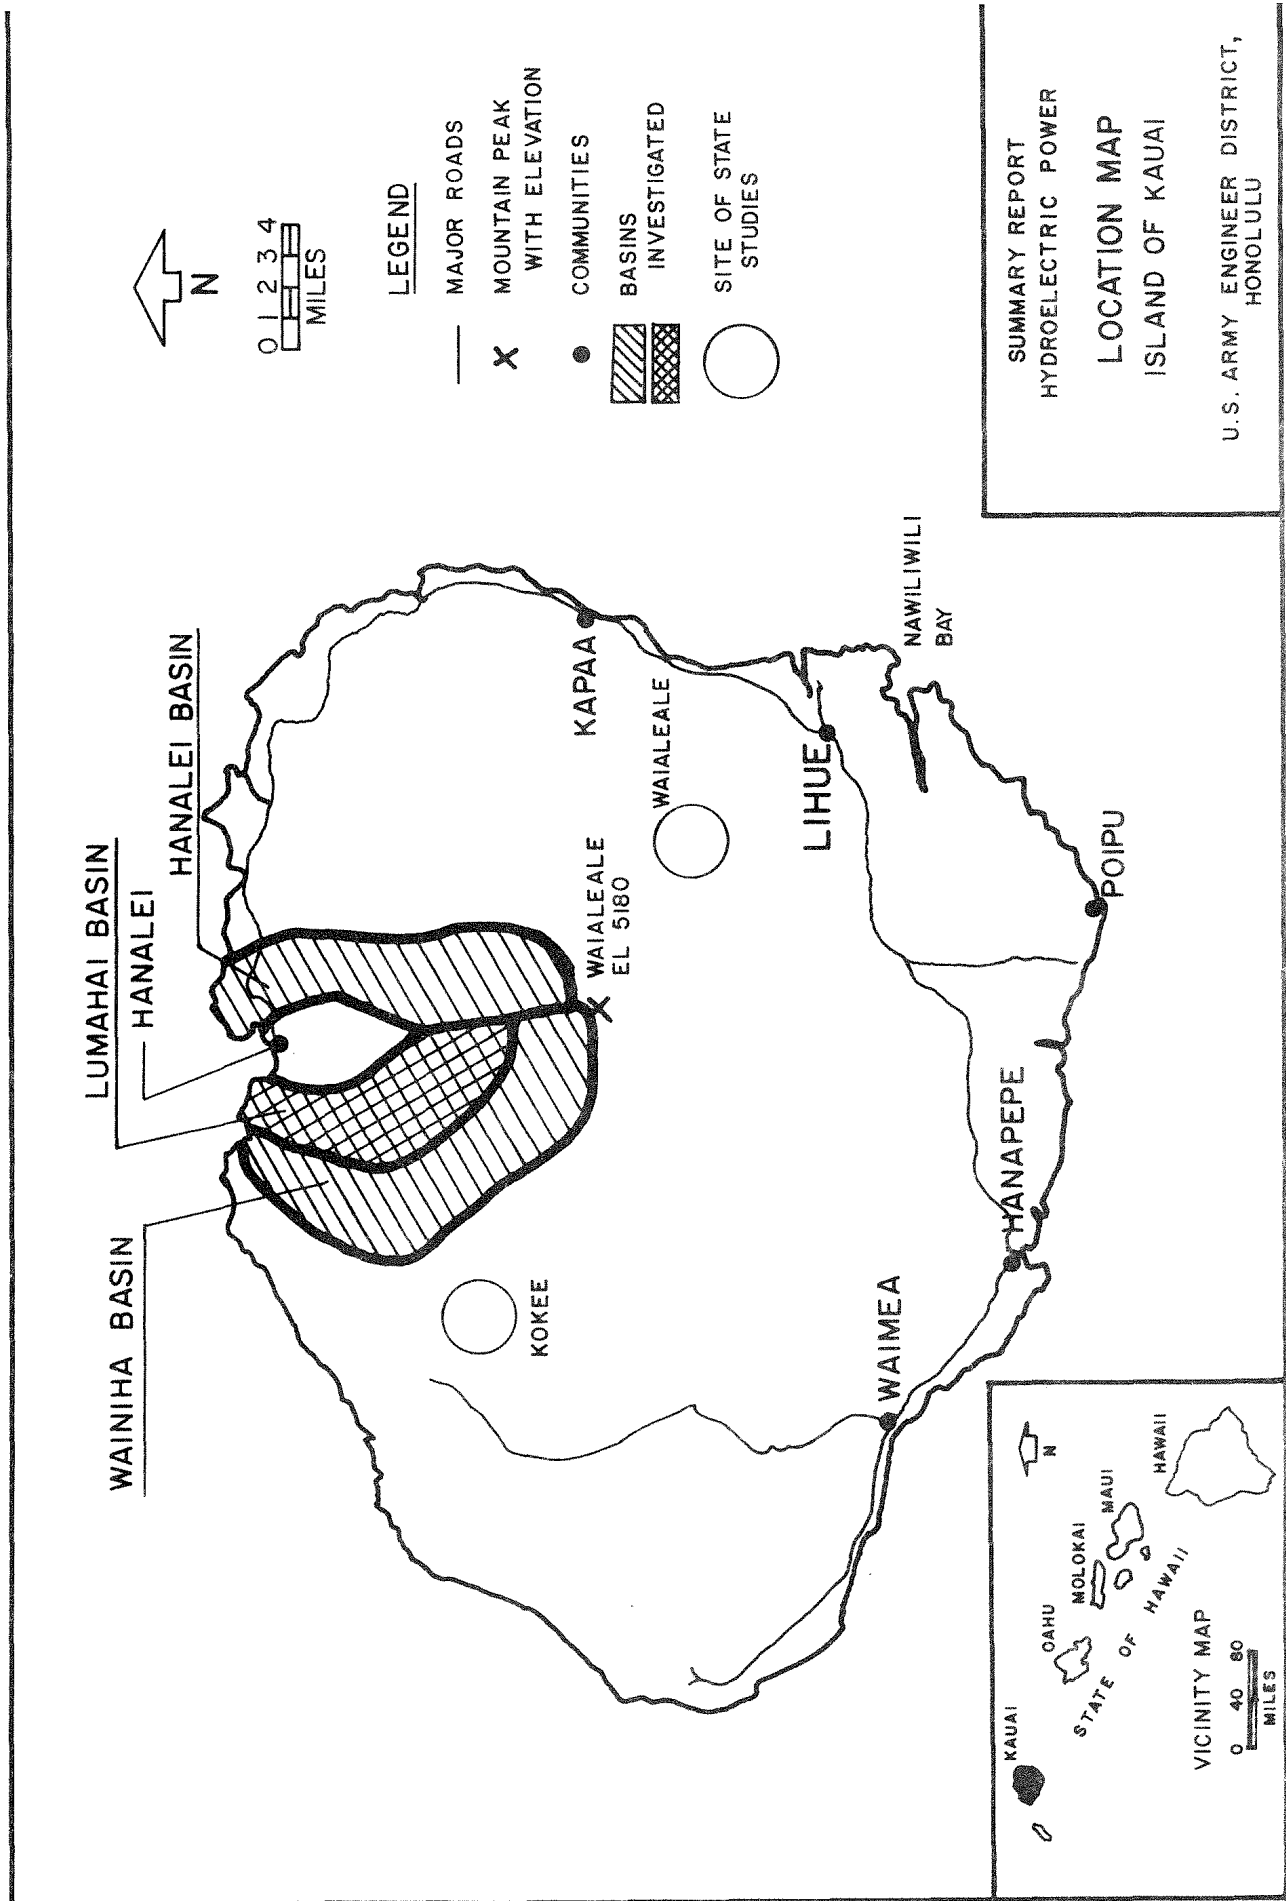 WAINIHA BASIN
LUMAHAI BASIN
HANALEI
HANALEI BASIN
KOKEE
WAIALEALE
EL 5180
WAIALEALE
KAPAA
LIHUE
NAWILIWILI
BAY
WAIMEA
HANAPEPE
POIPU
N
0 1 2 3 4
MILES
LEGEND
MAJOR ROADS
MOUNTAIN PEAK
WITH ELEVATION
COMMUNITIES
BASINS
INVESTIGATED
SITE OF STATE
STUDIES
KAUAI
OAHU
MOLOKAI
MAUI
HAWAII
N
STATE OF HAWAII
VICINITY MAP
0 40 80
MILES
SUMMARY REPORT
HYDROELECTRIC POWER
LOCATION MAP
ISLAND OF KAUAI
U.S. ARMY ENGINEER DISTRICT,
HONOLULU